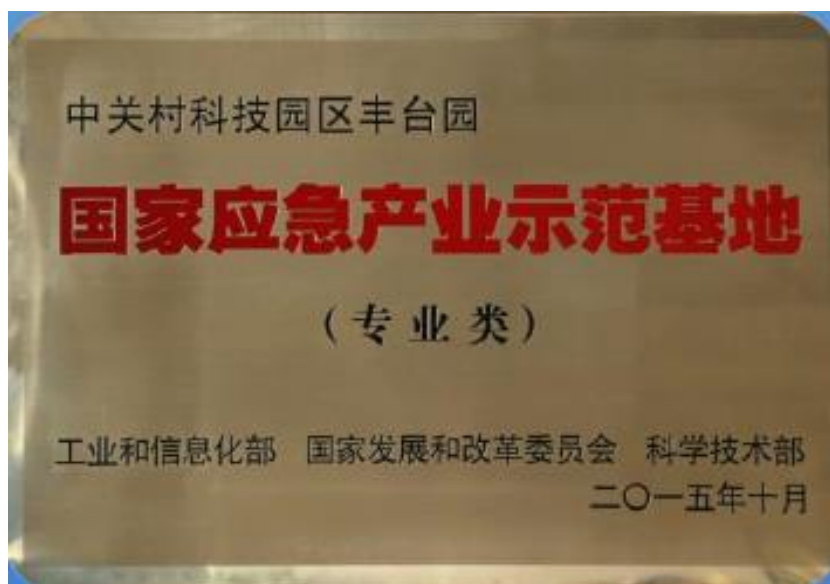 中关村科技园区丰台园
国家应急产业示范基地
（专业类）
工业和信息化部 国家发展和改革委员会 科学技术部
二〇一五年十月